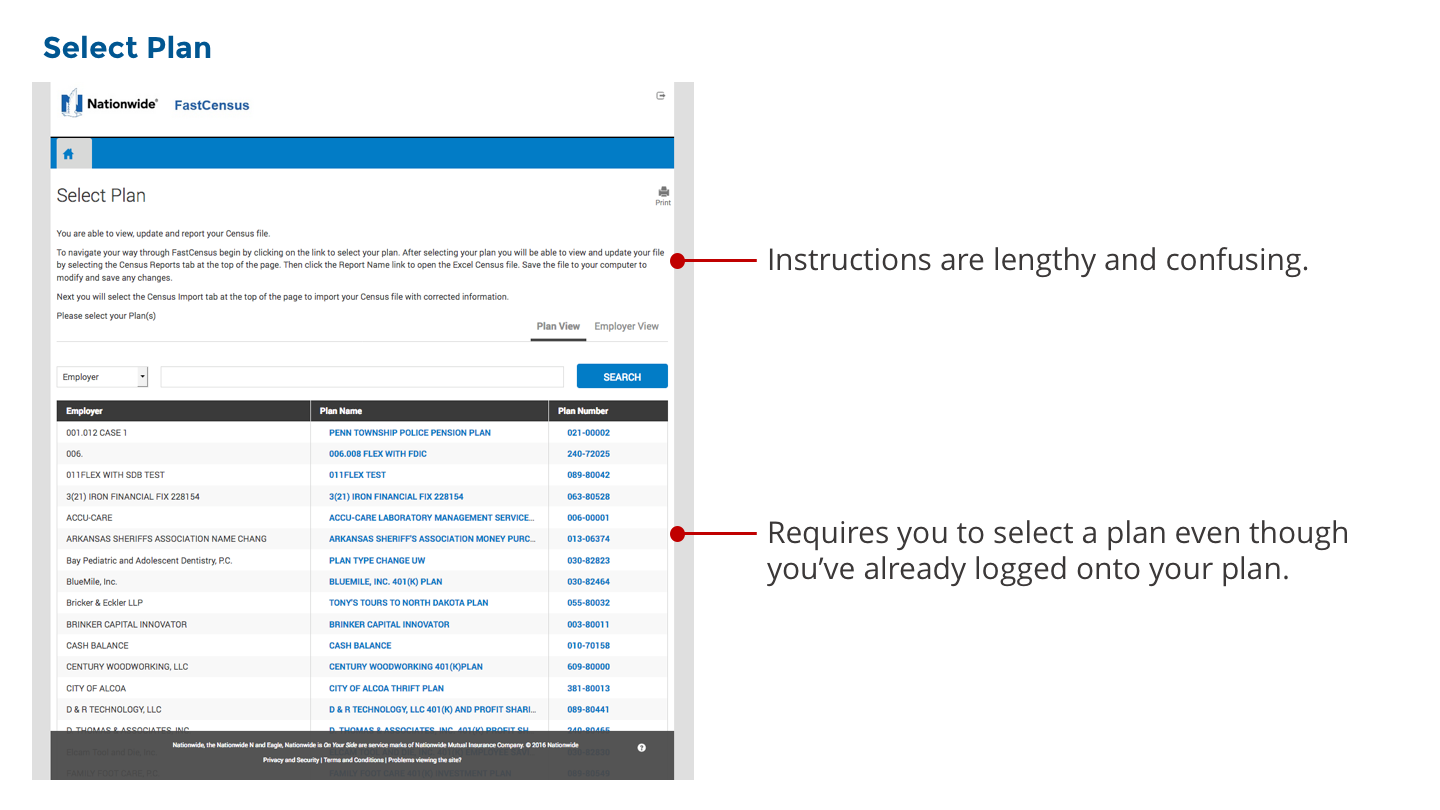 Select Plan
Nationwide® FastCensus
Select Plan
Print
You are able to view, update and report your Census file.
To navigate your way through FastCensus begin by clicking on the link to select your plan. After selecting your plan you will be able to view and update your file
by selecting the Census Reports tab at the top of the page. Then click the Report Name link to open the Excel Census file. Save the file to your computer to
modify and save any changes.
Next you will select the Census Import tab at the top of the page to import your Census file with corrected information.
Please select your Plan(s)
Plan View Employer View
Employer SEARCH
Employer Plan Name Plan Number
001.012 CASE 1 PENN TOWNSHIP POLICE PENSION PLAN 021-00002
006. 006.008 FLEX WITH FDIC 240-72025
011FLEX WITH SDB TEST 011FLEX TEST 089-80042
3(21) IRON FINANCIAL FIX 228154 3(21) IRON FINANCIAL FIX 228154 063-80528
ACCU-CARE ACCU-CARE LABORATORY MANAGEMENT SERVICE... 006-00001
ARKANSAS SHERIFFS ASSOCIATION NAME CHANG ARKANSAS SHERIFF'S ASSOCIATION MONEY PURC... 013-06374
Bay Pediatric and Adolescent Dentistry, P.C. PLAN TYPE CHANGE UW 030-82823
BlueMile, Inc. BLUEMILE, INC. 401(K) PLAN 030-82464
Bricker & Eckler LLP TONY'S TOURS TO NORTH DAKOTA PLAN 055-80032
BRINKER CAPITAL INNOVATOR BRINKER CAPITAL INNOVATOR 003-80011
CASH BALANCE CASH BALANCE 010-70158
CENTURY WOODWORKING, LLC CENTURY WOODWORKING 401(K)PLAN 609-80000
CITY OF ALCOA CITY OF ALCOA THRIFT PLAN 381-80013
D & R TECHNOLOGY, LLC D & R TECHNOLOGY, LLC 401(K) AND PROFIT SHARI... 089-80441
D. THOMAS & ASSOCIATES, INC. D. THOMAS & ASSOCIATES, INC. 401(K) PROFIT SH... 240-80465
Nationwide, the Nationwide N and Eagle, Nationwide is On Your Side are service marks of Nationwide Mutual Insurance Company. © 2016 Nationwide
Privacy and Security | Terms and Conditions | Problems viewing the site?
Instructions are lengthy and confusing.
Requires you to select a plan even though
you’ve already logged onto your plan.